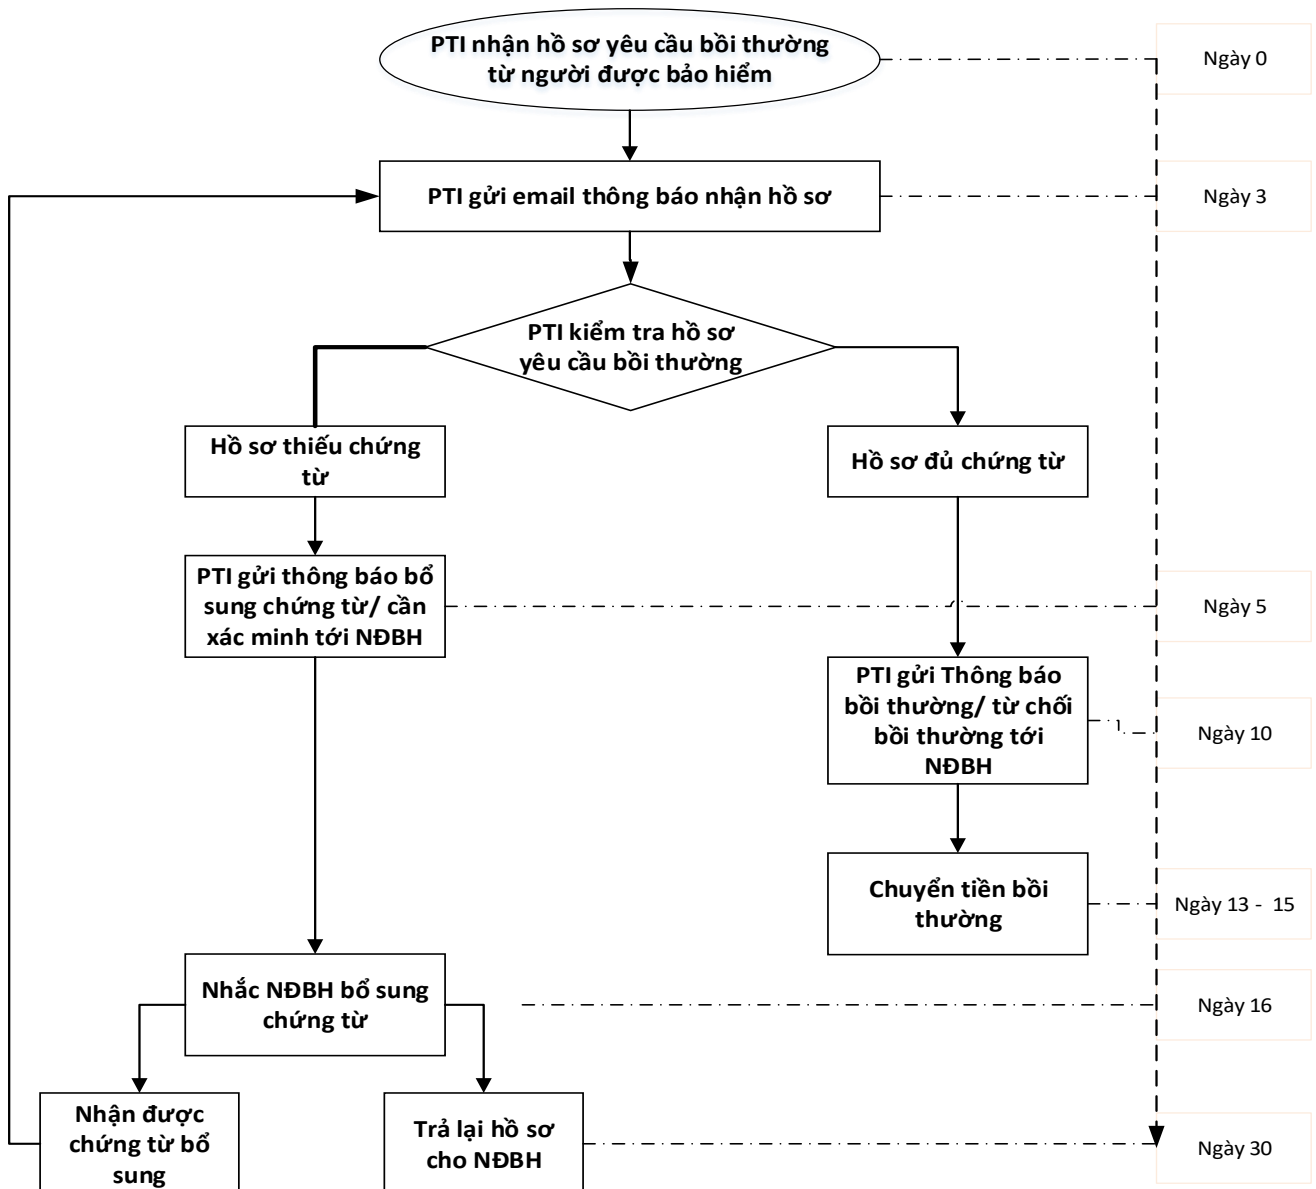 PTI nhận hồ sơ yêu cầu bồi thường
từ người được bảo hiểm
Ngày 0
PTI gửi email thông báo nhận hồ sơ
Ngày 3
PTI kiểm tra hồ sơ
yêu cầu bồi thường
Hồ sơ thiếu chứng
từ
Hồ sơ đủ chứng từ
PTI gửi thông báo bổ
sung chứng từ/ cần
xác minh tới NĐBH
Ngày 5
PTI gửi Thông báo
bồi thường/ từ chối
bồi thường tới
NĐBH
Ngày 10
Chuyển tiền bồi
thường
Ngày 13 - 15
Nhắc NĐBH bổ sung
chứng từ
Ngày 16
Nhận được
chứng từ bổ
sung
Trả lại hồ sơ
cho NĐBH
Ngày 30